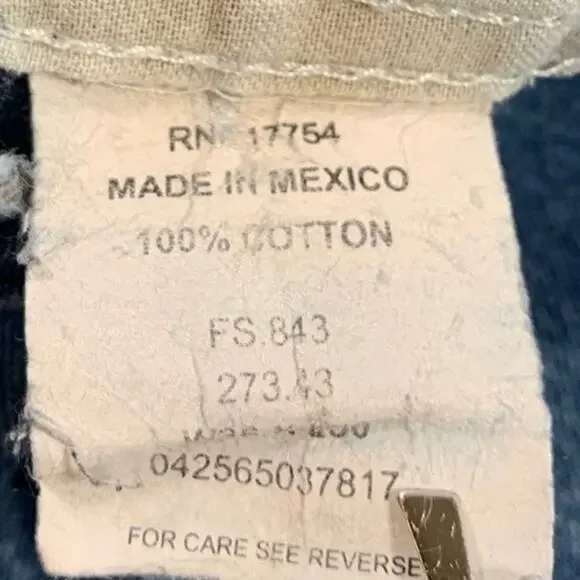 RN 17754
MADE IN MEXICO
100% COTTON
FS.843
273.43
042565037817
FOR CARE SEE REVERSE